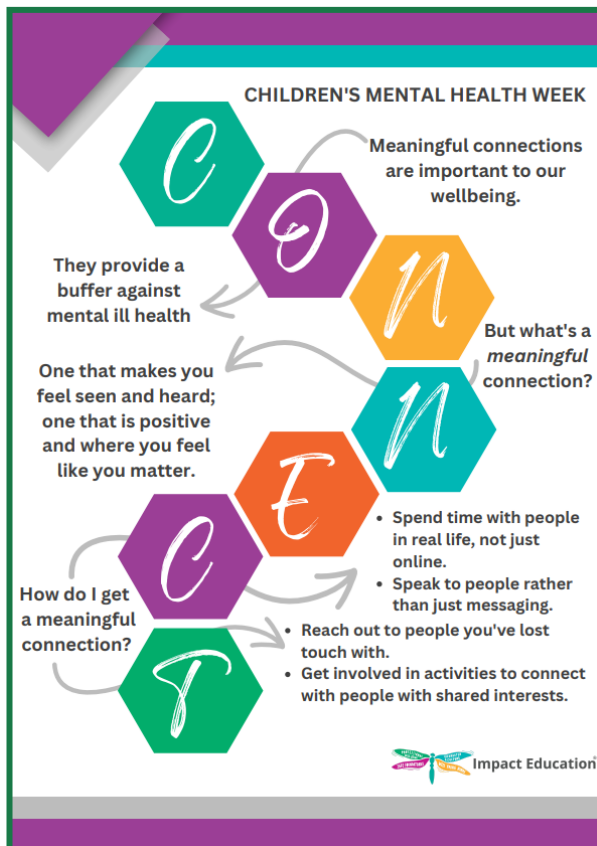 CHILDREN'S MENTAL HEALTH WEEK
C
O
N
N
E
C
T
Meaningful connections
are important to our
wellbeing.
They provide a
buffer against
mental ill health
But what's a
meaningful
connection?
One that makes you
feel seen and heard;
one that is positive
and where you feel
like you matter.
How do I get
a meaningful
connection?
• Spend time with people
in real life, not just
online.
• Speak to people rather
than just messaging.
• Reach out to people you've lost
touch with.
• Get involved in activities to connect
with people with shared interests.
Impact Education